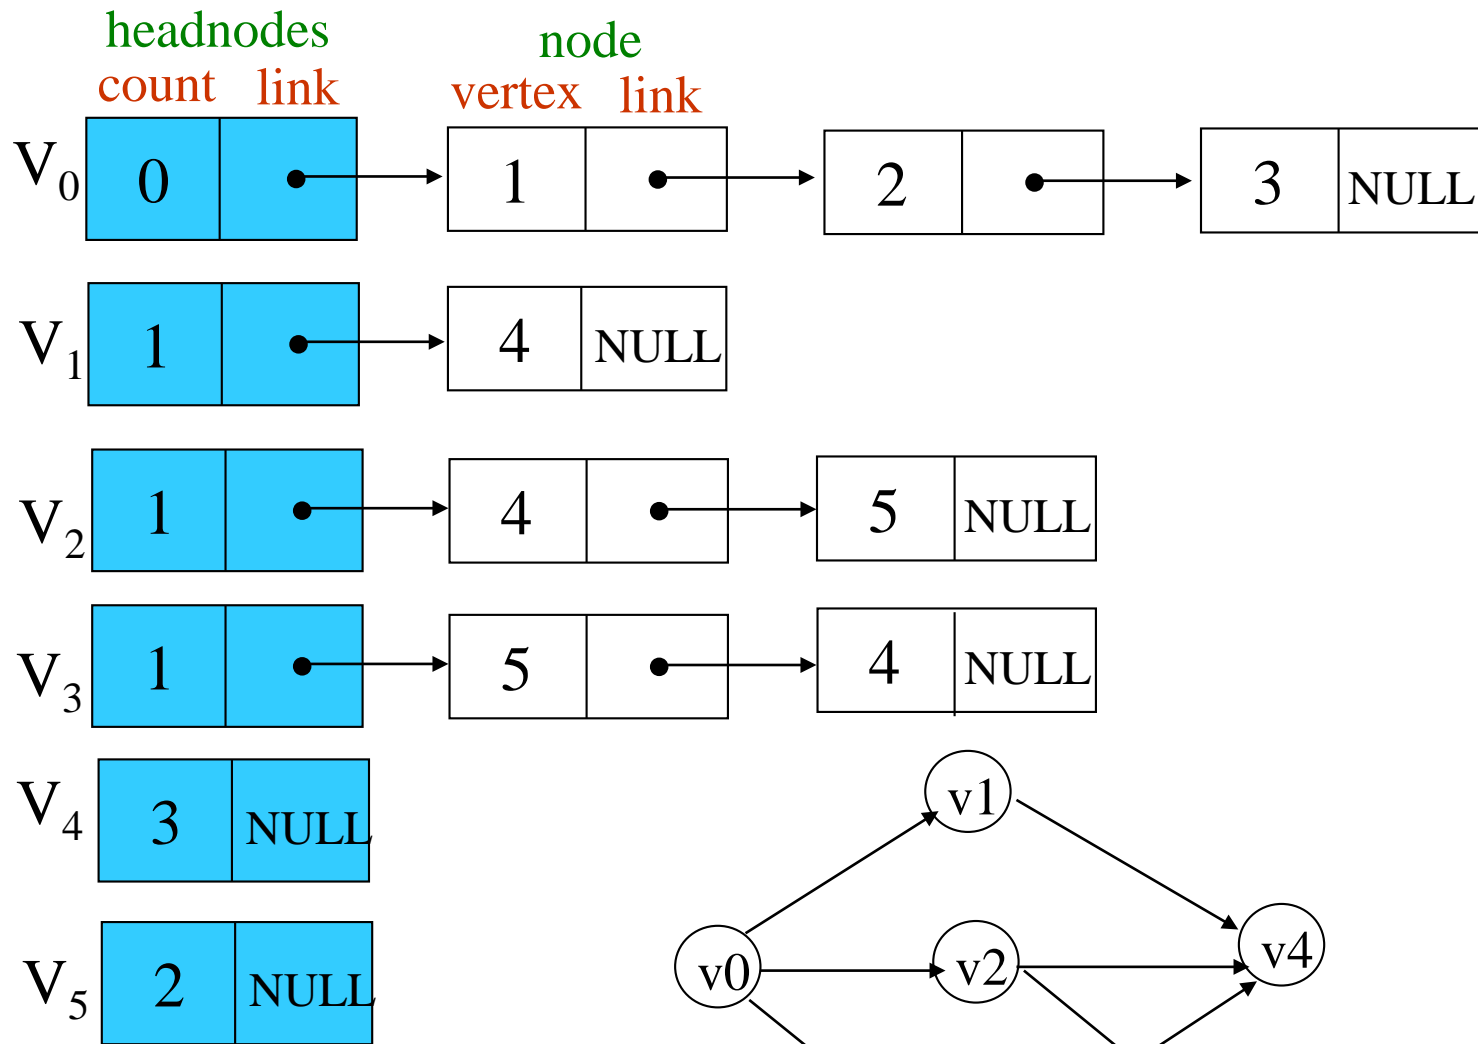 headnodes node
count link vertex link
V0 0 1 2 3 NULL
V1 1 4 NULL
V2 1 4 5 NULL
V3 1 5 4 NULL
V4 3 NULL
v1
V5 2 NULL v0 v2 v4